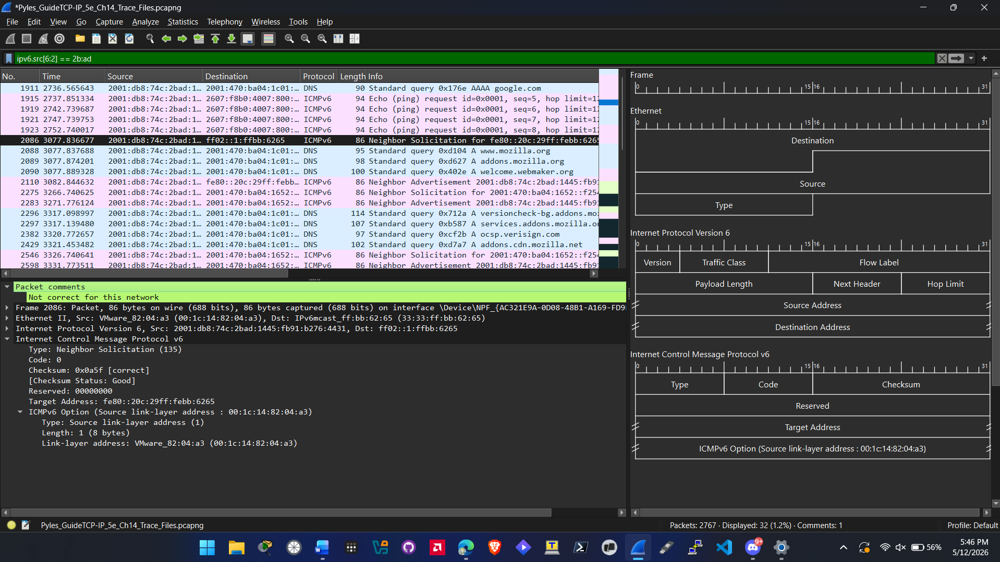 *Pyles_GuideTCP-IP_5e_Ch14_Trace_Files.pcapng
File Edit View Go Capture Analyze Statistics Telephony Wireless Tools Help
ipv6.src[6:2] == 2b:ad
No. Time Source Destination Protocol Length Info
1911 2736.565643 2001:db8:74c:2bad:1… 2001:470:ba04:1c01:… DNS 90 Standard query 0x176e AAAA google.com
1915 2737.851334 2001:db8:74c:2bad:1… 2607:f8b0:4007:800:… ICMPv6 94 Echo (ping) request id=0x0001, seq=5, hop limit=12
1919 2742.739687 2001:db8:74c:2bad:1… 2607:f8b0:4007:800:… ICMPv6 94 Echo (ping) request id=0x0001, seq=6, hop limit=12
1921 2747.739753 2001:db8:74c:2bad:1… 2607:f8b0:4007:800:… ICMPv6 94 Echo (ping) request id=0x0001, seq=7, hop limit=12
1923 2752.740017 2001:db8:74c:2bad:1… 2607:f8b0:4007:800:… ICMPv6 94 Echo (ping) request id=0x0001, seq=8, hop limit=12
2086 3077.836677 2001:db8:74c:2bad:1… ff02::1:ffbb:6265 ICMPv6 86 Neighbor Solicitation for fe80::20c:29ff:febb:6265
2088 3077.837688 2001:db8:74c:2bad:1… 2001:470:ba04:1c01:… DNS 95 Standard query 0xd104 A www.mozilla.org
2089 3077.874201 2001:db8:74c:2bad:1… 2001:470:ba04:1c01:… DNS 98 Standard query 0xd627 A addons.mozilla.org
2090 3077.889328 2001:db8:74c:2bad:1… 2001:470:ba04:1c01:… DNS 100 Standard query 0x402e A welcome.webmaker.org
2110 3082.844632 2001:db8:74c:2bad:1… fe80::20c:29ff:febb… ICMPv6 86 Neighbor Advertisement 2001:db8:74c:2bad:1445:fb91
2275 3266.740625 2001:db8:74c:2bad:1… 2001:470:ba04:1652:… ICMPv6 86 Neighbor Solicitation for 2001:470:ba04:1652::f254
2283 3271.776124 2001:db8:74c:2bad:1… 2001:470:ba04:1652:… ICMPv6 86 Neighbor Advertisement 2001:db8:74c:2bad:1445:fb91
2296 3317.098997 2001:db8:74c:2bad:1… 2001:470:ba04:1c01:… DNS 114 Standard query 0x712a A versioncheck-bg.addons.mo
2297 3317.139480 2001:db8:74c:2bad:1… 2001:470:ba04:1c01:… DNS 107 Standard query 0xb587 A services.addons.mozilla.o
2382 3320.772657 2001:db8:74c:2bad:1… 2001:470:ba04:1c01:… DNS 97 Standard query 0xcf2b A ocsp.verisign.com
2429 3321.453482 2001:db8:74c:2bad:1… 2001:470:ba04:1c01:… DNS 102 Standard query 0xd7a7 A addons.cdn.mozilla.net
2546 3326.740641 2001:db8:74c:2bad:1… 2001:470:ba04:1652:… ICMPv6 86 Neighbor Solicitation for 2001:470:ba04:1652::f254
2598 3331.773511 2001:db8:74c:2bad:1… 2001:470:ba04:1652:… ICMPv6 86 Neighbor Advertisement 2001:db8:74c:2bad:1445:fb91
Packet comments
Not correct for this network
Frame 2086: Packet, 86 bytes on wire (688 bits), 86 bytes captured (688 bits) on interface \Device\NPF_{AC321E9A-0D08-48B1-A169-FD9
Ethernet II, Src: VMware_82:04:a3 (00:1c:14:82:04:a3), Dst: IPv6mcast_ff:bb:62:65 (33:33:ff:bb:62:65)
Internet Protocol Version 6, Src: 2001:db8:74c:2bad:1445:fb91:b276:4431, Dst: ff02::1:ffbb:6265
Internet Control Message Protocol v6
Type: Neighbor Solicitation (135)
Code: 0
Checksum: 0x0a5f [correct]
[Checksum Status: Good]
Reserved: 00000000
Target Address: fe80::20c:29ff:febb:6265
ICMPv6 Option (Source link-layer address : 00:1c:14:82:04:a3)
Type: Source link-layer address (1)
Length: 1 (8 bytes)
Link-layer address: VMware_82:04:a3 (00:1c:14:82:04:a3)
Frame
0 15 16 31
Ethernet
0 15 16 31
Destination
Source
Type
Internet Protocol Version 6
0 15 16 31
Version Traffic Class Flow Label
Payload Length Next Header Hop Limit
Source Address
Destination Address
Internet Control Message Protocol v6
0 15 16 31
Type Code Checksum
Reserved
Target Address
ICMPv6 Option (Source link-layer address : 00:1c:14:82:04:a3)
Pyles_GuideTCP-IP_5e_Ch14_Trace_Files.pcapng Packets: 2767 · Displayed: 32 (1.2%) · Comments: 1 Profile: Default
9+
56%
5:46 PM
5/12/2026